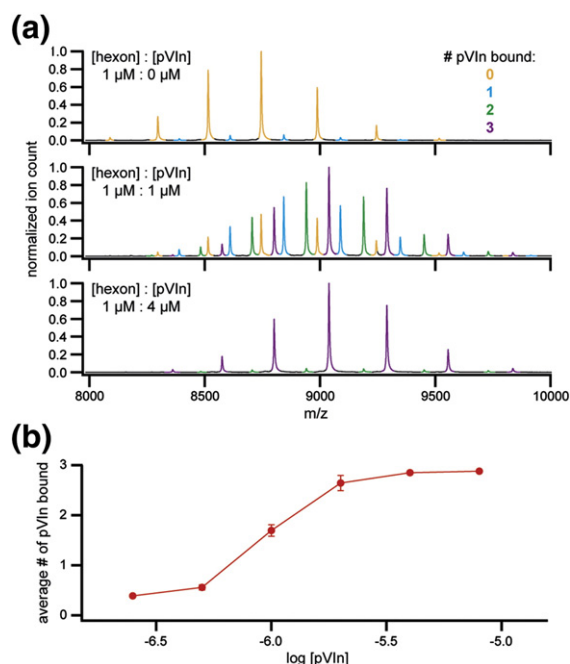 (a)
[hexon] : [pVIn]
1 µM : 0 µM
# pVIn bound:
0
1
2
3
1.0
0.8
0.6
0.4
0.2
0.0
[hexon] : [pVIn]
1 µM : 1 µM
1.0
0.8
0.6
0.4
0.2
0.0
[hexon] : [pVIn]
1 µM : 4 µM
1.0
0.8
0.6
0.4
0.2
0.0
normalized ion count
8000
8500
9000
9500
10000
m/z
(b)
3
2
1
0
average # of pVIn bound
-6.5
-6.0
-5.5
-5.0
log [pVIn]